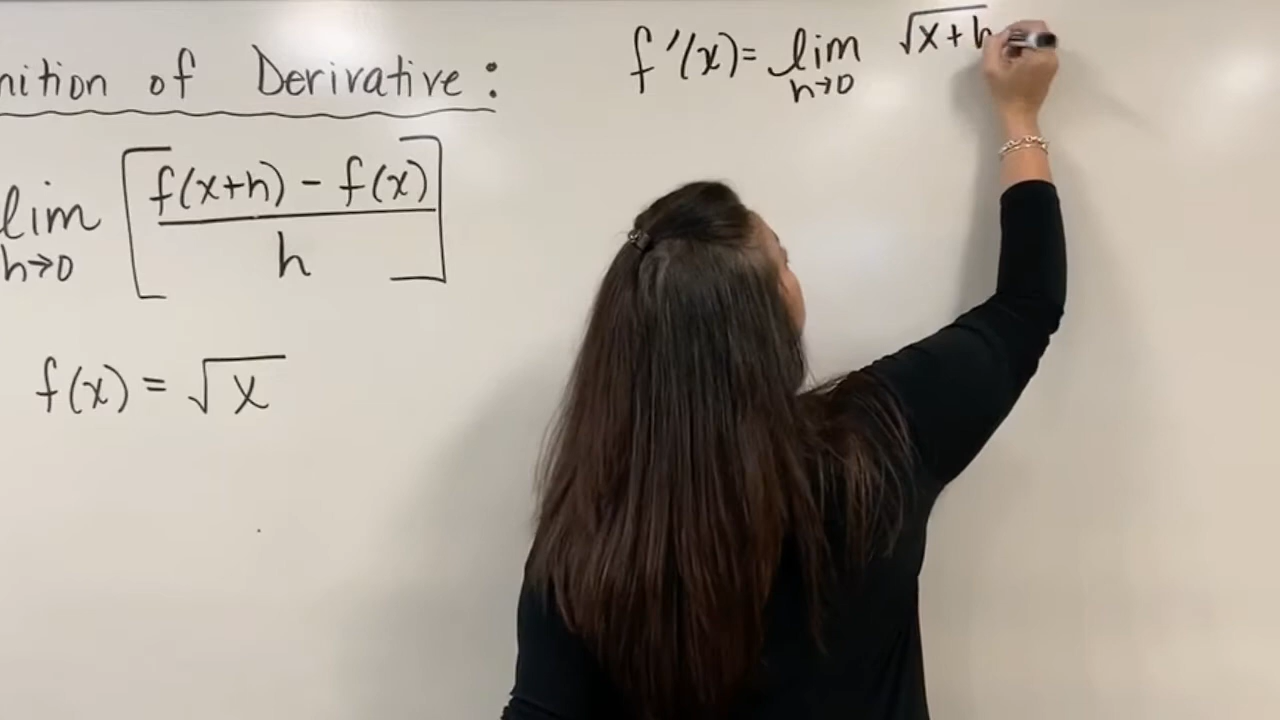 nition of Derivative:
lim h→0 [f(x+h) - f(x) / h]
f(x) = √x
f'(x) = lim h→0 √x+h